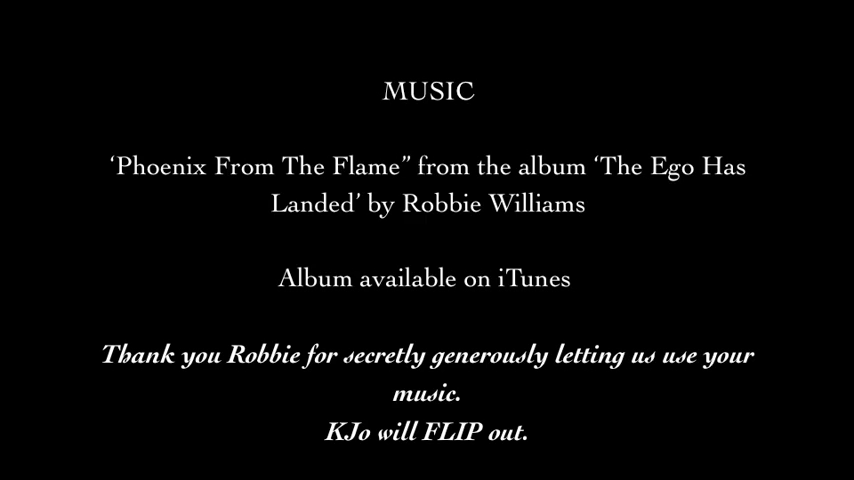 MUSIC
‘Phoenix From The Flame” from the album ‘The Ego Has
Landed’ by Robbie Williams
Album available on iTunes
Thank you Robbie for secretly generously letting us use your
music.
KJo will FLIP out.